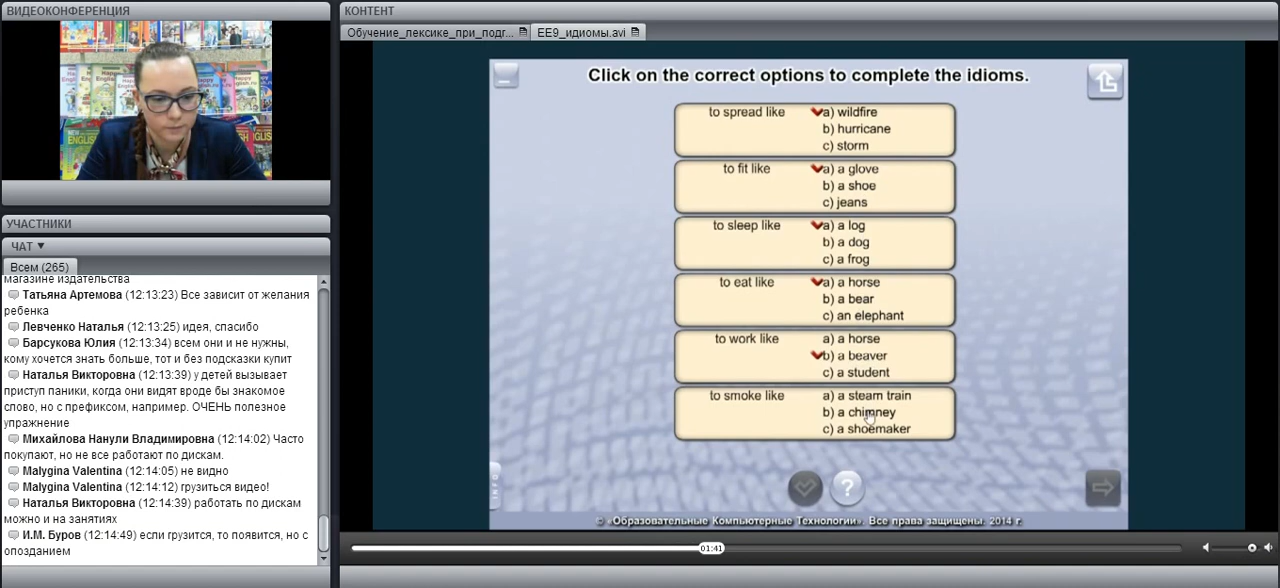 ВИДЕОКОНФЕРЕНЦИЯ
УЧАСТНИКИ
ЧАТ
Всем (265)
магазине издательства
Татьяна Артемова (12:13:23) Все зависит от желания
ребенка
Левченко Наталья (12:13:25) идея, спасибо
Барсукова Юлия (12:13:34) всем они и не нужны,
кому хочется знать больше, тот и без подсказки купит
Наталья Викторовна (12:13:39) у детей вызывает
приступ паники, когда они видят вроде бы знакомое
слово, но с префиксом, например. ОЧЕНЬ полезное
упражнение
Михайлова Нанули Владимировна (12:14:02) Часто
покупают, но не все работают по дискам.
Malygina Valentina (12:14:05) не видно
Malygina Valentina (12:14:12) грузиться видео!
Наталья Викторовна (12:14:39) работать по дискам
можно и на занятиях
И.М. Буров (12:14:49) если грузится, то появится, но с
опозданием
КОНТЕНТ
Обучение_лексике_при_подг...
EE9_идиомы.avi
Click on the correct options to complete the idioms.
to spread like a) wildfire
b) hurricane
c) storm
to fit like a) a glove
b) a shoe
c) jeans
to sleep like a) a log
b) a dog
c) a frog
to eat like a) a horse
b) a bear
c) an elephant
to work like a) a horse
b) a beaver
c) a student
to smoke like a) a steam train
b) a chimney
c) a shoemaker
INFO
?
© «Образовательные Компьютерные Технологии». Все права защищены. 2014 г.
01:41